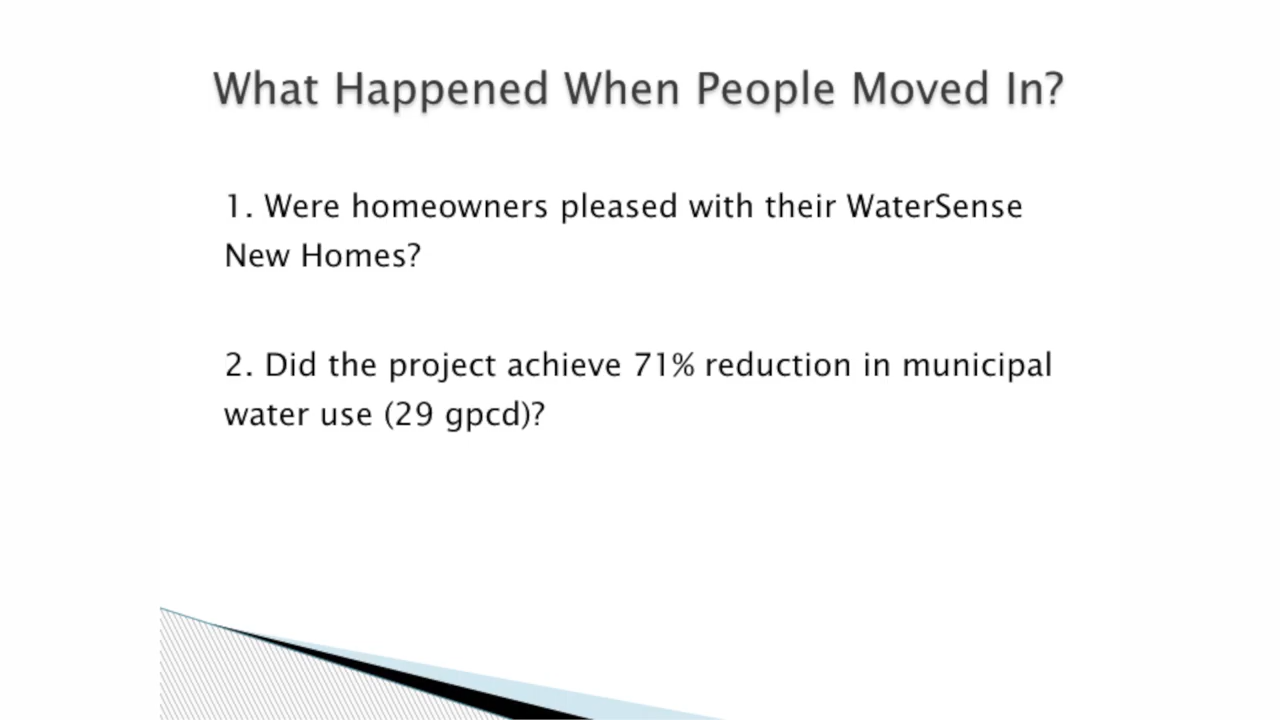 What Happened When People Moved In?
1. Were homeowners pleased with their WaterSense
New Homes?
2. Did the project achieve 71% reduction in municipal
water use (29 gpcd)?